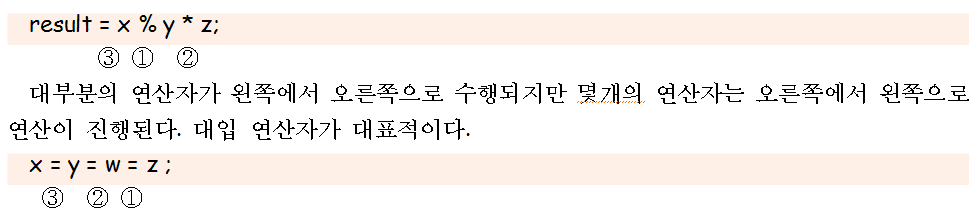 result = x % y * z;
③ ① ②
대부분의 연산자가 왼쪽에서 오른쪽으로 수행되지만 몇개의 연산자는 오른쪽에서 왼쪽으로
연산이 진행된다. 대입 연산자가 대표적이다.
x = y = w = z ;
③ ② ①